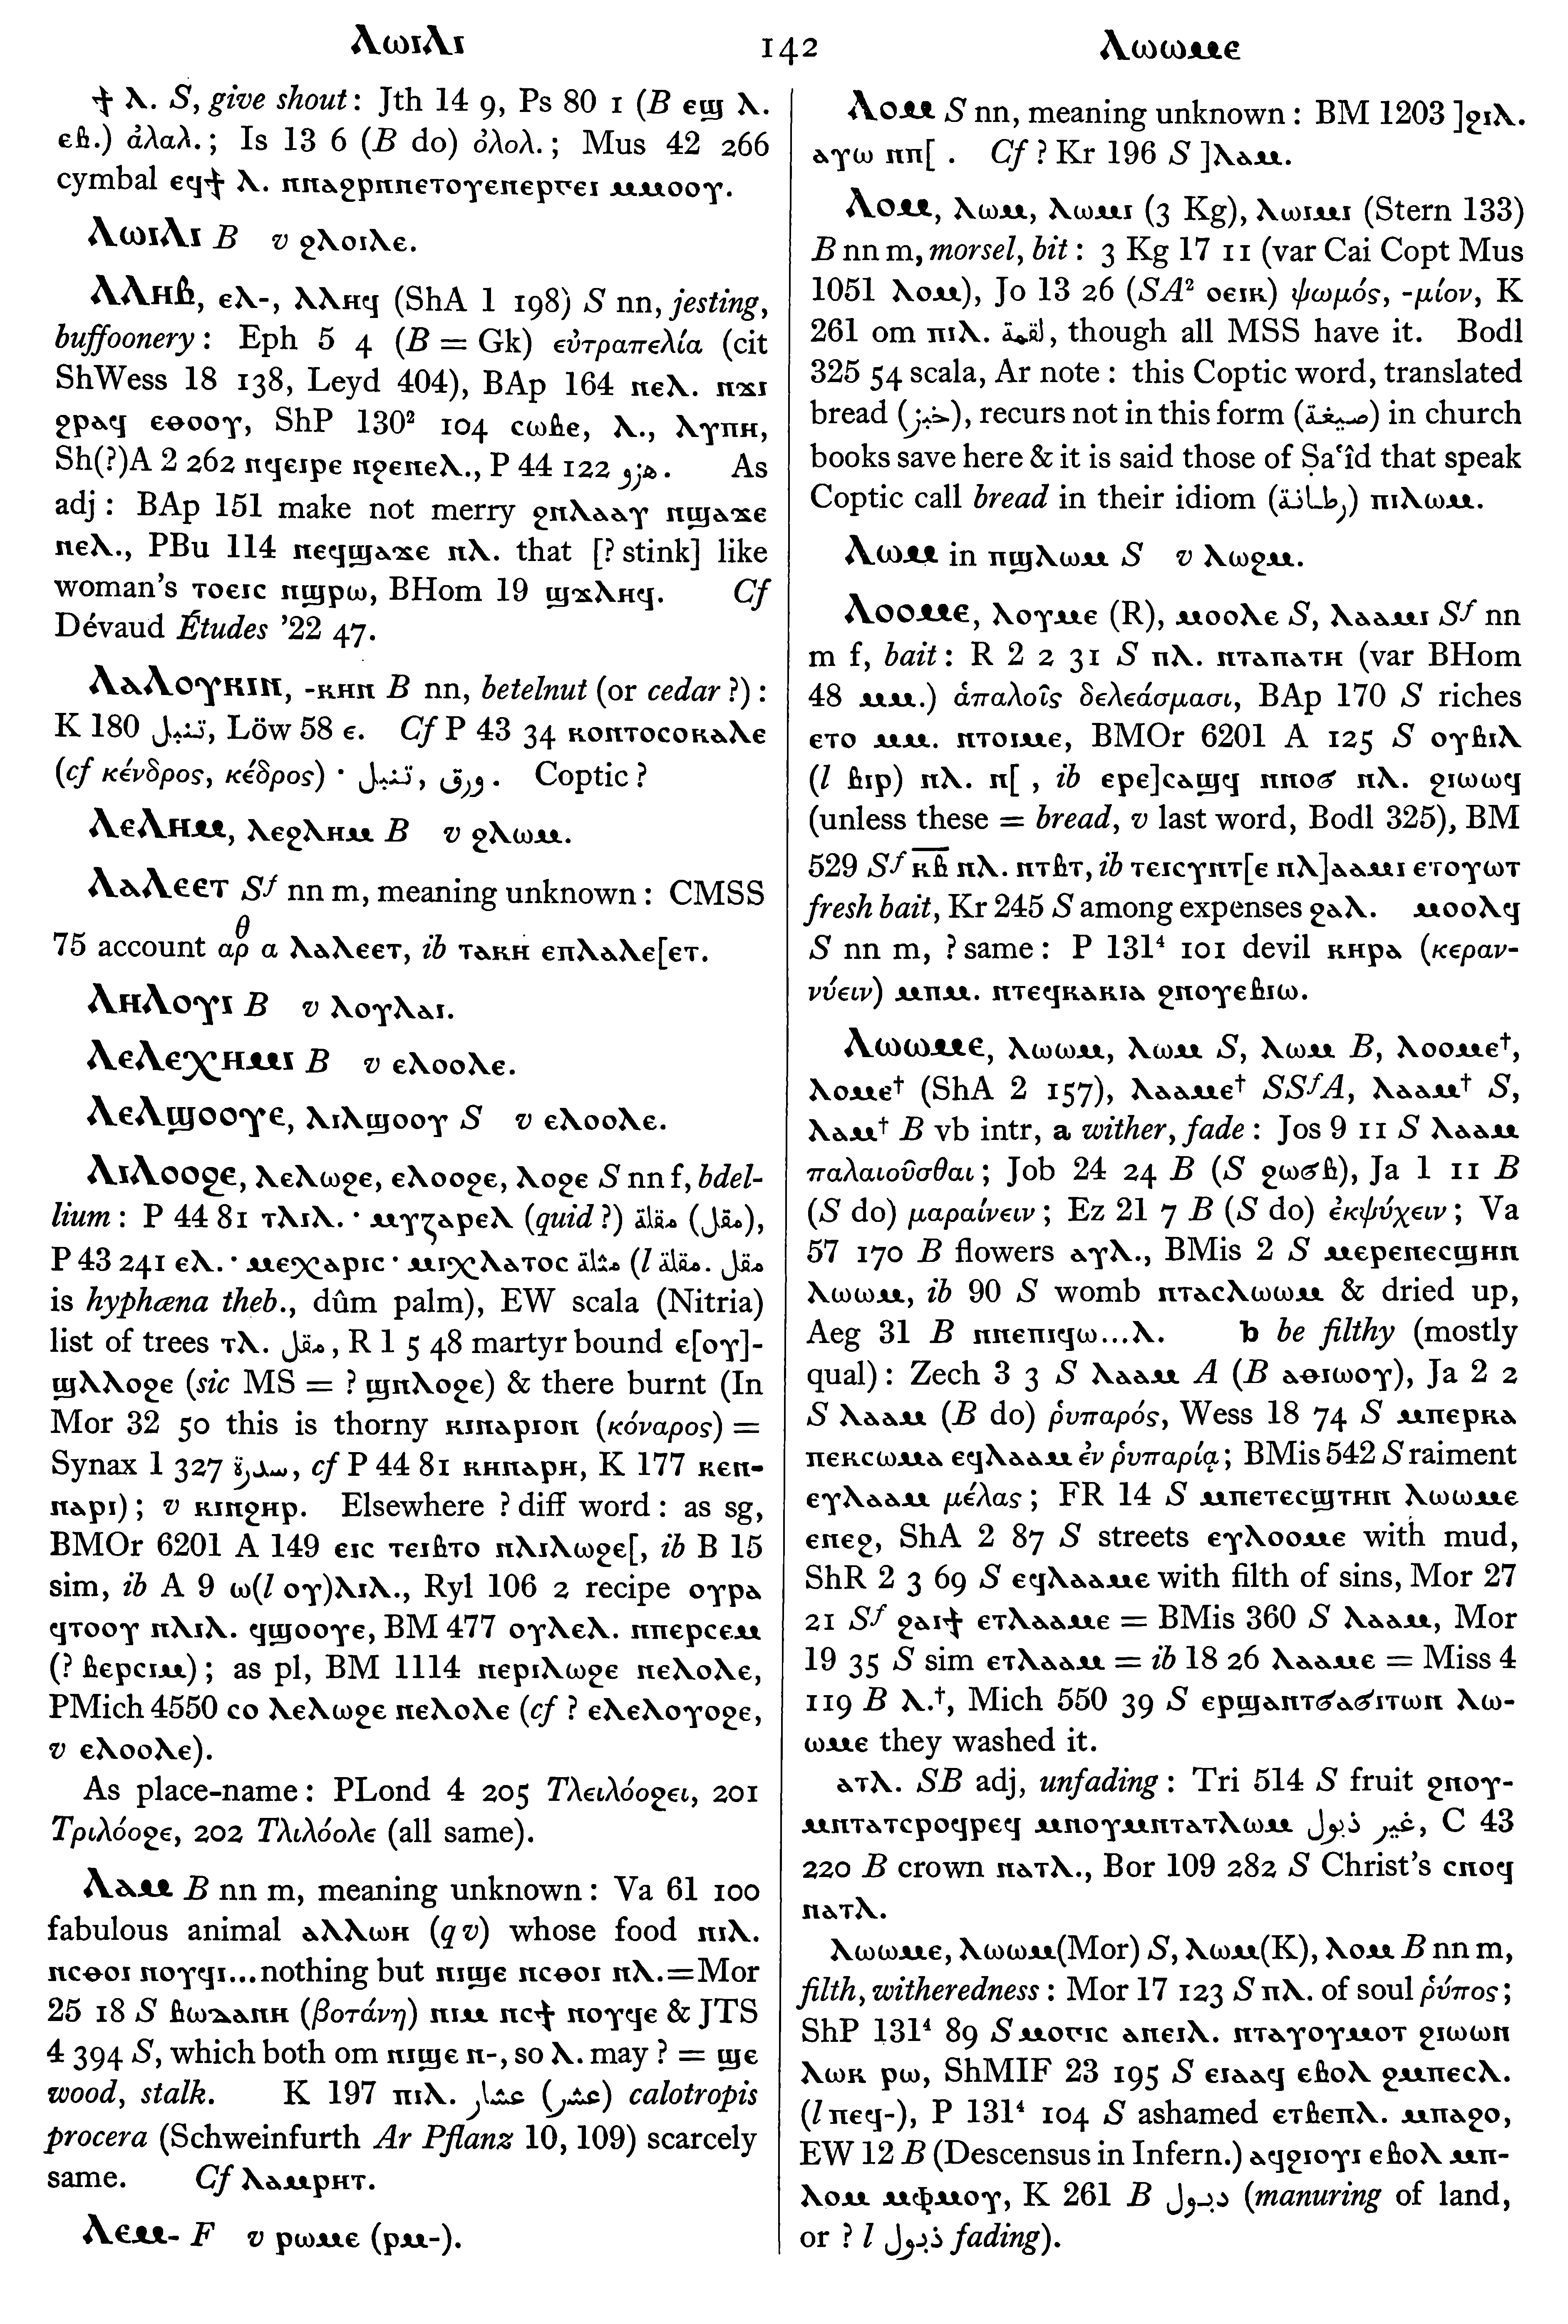 ⲗⲱⲓⲗⲓ
142
ⲗⲱⲱⲙⲉ
ϯ ⲗ. S, give shout: Jth 14 9, Ps 80 1 (B ⲉϣ ⲗ.
ⲉⲃ.) ἀλαλ.; Is 13 6 (B do) ὀλολ.; Mus 42 266
cymbal ⲉϥϯ ⲗ. ⲛⲛⲁϩⲣⲛⲛⲉⲧⲟⲩⲉⲛⲉⲣⲅⲉⲓ ⲙⲙⲟⲟⲩ.
ⲗⲱⲓⲗⲓ B v ϩⲗⲟⲓⲗⲉ.
ⲗⲗⲏⲃ, ⲉⲗ-, ⲗⲗⲏϥ (ShA 1 198) S nn, jesting,
buffoonery: Eph 5 4 (B = Gk) εὐτραπελία (cit
ShWess 18 138, Leyd 404), BAp 164 ⲛⲉⲗ. ⲛϫⲓ
ϩⲣⲁϥ ⲉⲑⲟⲟⲩ, ShP 130² 104 ⲥⲱⲃⲉ, ⲗ., ⲗⲩⲡⲏ,
Sh(?)A 2 262 ⲛϥⲉⲓⲣⲉ ⲛϩⲉⲛⲉⲗ., P 44 122 هزو. As
adj: BAp 151 make not merry ϩⲛⲗⲁⲁⲩ ⲛϣⲁϫⲉ
ⲛⲉⲗ., PBu 114 ⲛⲉϥϣⲁϫⲉ ⲛⲗ. that [? stink] like
woman's ⲧⲟⲉⲓⲥ ⲛϣⲣⲱ, BHom 19 ϣϫⲗⲏϥ. Cf
Dévaud Études '22 47.
ⲗⲁⲗⲟⲩⲕⲓⲛ, -ⲕⲏⲛ B nn, betelnut (or cedar ?):
K 180 تنبل, Löw 58 ε. Cf P 43 34 ⲕⲟⲛⲧⲟⲥⲟⲕⲁⲗⲉ
(cf κένδρος, κέδρος) · تنبل, ورق. Coptic ?
ⲗⲉⲗⲏⲙ, ⲗⲉϩⲗⲏⲙ B v ϩⲗⲱⲙ.
ⲗⲁⲗⲉⲉⲧ Sf nn m, meaning unknown: CMSS
75 account αρ^θ α ⲗⲁⲗⲉⲉⲧ, ib ⲧⲁⲕⲏ ⲉⲡⲗⲁⲗⲉ[ⲉⲧ.
ⲗⲏⲗⲟⲩⲓ B v ⲗⲟⲩⲗⲁⲓ.
ⲗⲉⲗⲉⲭⲏⲙⲓ B v ⲉⲗⲟⲟⲗⲉ.
ⲗⲉⲗϣⲟⲟⲩⲉ, ⲗⲓⲗϣⲟⲟⲩ S v ⲉⲗⲟⲟⲗⲉ.
ⲗⲓⲗⲟⲟϩⲉ, ⲗⲉⲗⲱϩⲉ, ⲉⲗⲟⲟϩⲉ, ⲗⲟϩⲉ S nn f, bdel-
lium: P 44 81 ⲧⲗⲓⲗ. · ⲙⲩⲍⲁⲣⲉⲗ (quid ?) مقلة (مقل),
P 43 241 ⲉⲗ. · ⲙⲉⲭⲁⲣⲓⲥ · ⲙⲓⲭⲗⲁⲧⲟⲥ منلة (l مقلة. مقل
is hyphæna theb., dûm palm), EW scala (Nitria)
list of trees ⲧⲗ. مقل, R 1 5 48 martyr bound ⲉ[ⲟⲩ]-
ϣⲗⲗⲟϩⲉ (sic MS = ? ϣⲛⲗⲟϩⲉ) & there burnt (In
Mor 32 50 this is thorny ⲕⲓⲛⲁⲣⲓⲟⲛ (κόναρος) =
Synax 1 327 سدرة, cf P 44 81 ⲕⲏⲛⲁⲣⲏ, K 177 ⲕⲉⲛ-
ⲛⲁⲣⲓ); v ⲕⲓⲛϩⲏⲣ. Elsewhere ? diff word: as sg,
BMOr 6201 A 149 ⲉⲓⲥ ⲧⲉⲓⲃⲧⲟ ⲛⲗⲓⲗⲱϩⲉ[, ib B 15
sim, ib A 9 ⲱ(l ⲟⲩ)ⲗⲓⲗ., Ryl 106 2 recipe ⲟⲩⲣⲁ
ϥⲧⲟⲟⲩ ⲛⲗⲓⲗ. ϥϣⲟⲟⲩⲉ, BM 477 ⲟⲩⲗⲉⲗ. ⲛⲡⲉⲣⲥⲉⲙ
(? ⲃⲉⲣⲥⲓⲙ); as pl, BM 1114 ⲛⲉⲣⲓⲗⲱϩⲉ ⲛⲉⲗⲟⲗⲉ,
PMich 4550 ⲥⲟ ⲗⲉⲗⲱϩⲉ ⲛⲉⲗⲟⲗⲉ (cf ? ⲉⲗⲉⲗⲟⲩⲟϩⲉ,
v ⲉⲗⲟⲟⲗⲉ).
As place-name: PLond 4 205 Τλειλόοϩει, 201
Τριλόοϩε, 202 Τλιλόολε (all same).
ⲗⲁⲙ B nn m, meaning unknown: Va 61 100
fabulous animal ⲁⲗⲗⲱⲏ (q v) whose food ⲡⲓⲗ.
ⲛⲥⲑⲟⲓ ⲛⲟⲩϥⲓ...nothing but ⲡⲓϣⲉ ⲛⲥⲑⲟⲓ ⲛⲗ.=Mor
25 18 S ⲃⲱⲇⲁⲛⲏ (βοτάνη) ⲛⲓⲙ ⲛⲥϯ ⲛⲟⲩϥⲉ & JTS
4 394 S, which both om ⲡⲓϣⲉ ⲛ-, so ⲗ. may ? = ϣⲉ
wood, stalk. K 197 ⲡⲓⲗ. عشار (عشر) calotropis
procera (Schweinfurth Ar Pflanz 10, 109) scarcely
same. Cf ⲗⲁⲙⲣⲏⲧ.
ⲗⲉⲙ- F v ⲣⲱⲙⲉ (ⲣⲙ-).
ⲗⲟⲙ S nn, meaning unknown: BM 1203 ]ϩⲓⲗ.
ⲁⲩⲱ ⲛⲡ[ . Cf ? Kr 196 S ]ⲗⲁⲙ.
ⲗⲟⲙ, ⲗⲱⲙ, ⲗⲱⲙⲓ (3 Kg), ⲗⲱⲓⲙⲓ (Stern 133)
B nn m, morsel, bit: 3 Kg 17 11 (var Cai Copt Mus
1051 ⲗⲟⲙ), Jo 13 26 (SA² ⲟⲉⲓⲕ) ψωμός, -μίον, K
261 om ⲡⲓⲗ. لقمة, though all MSS have it. Bodl
325 54 scala, Ar note: this Coptic word, translated
bread (خبز), recurs not in this form (صيغة) in church
books save here & it is said those of Ṣaʿîd that speak
Coptic call bread in their idiom (رطانة) ⲡⲓⲗⲱⲙ.
ⲗⲱⲙ in ⲡϣⲗⲱⲙ S v ⲗⲱϩⲙ.
ⲗⲟⲟⲙⲉ, ⲗⲟⲩⲙⲉ (R), ⲙⲟⲟⲗⲉ S, ⲗⲁⲁⲙⲓ Sf nn
m f, bait: R 2 2 31 S ⲡⲗ. ⲛⲧⲁⲡⲁⲧⲏ (var BHom
48 ⲙⲙ.) ἁπαλοῖς δελεάσμασι, BAp 170 S riches
ⲉⲧⲟ ⲙⲙ. ⲛⲧⲟⲓⲙⲉ, BMOr 6201 A 125 S ⲟⲩⲃⲓⲗ
(l ⲃⲓⲣ) ⲛⲗ. ⲛ[ , ib ⲉⲣⲉ]ⲥⲁϣϥ ⲛⲛⲟϭ ⲛⲗ. ϩⲓⲱⲱϥ
(unless these = bread, v last word, Bodl 325), BM
529 Sf ⲕ̅ⲃ̅ ⲛⲗ. ⲛⲧⲃⲧ, ib ⲧⲉⲓⲥⲩⲛⲧ[ⲉ ⲛⲗ]ⲁⲁⲙⲓ ⲉⲧⲟⲩⲱⲧ
fresh bait, Kr 245 S among expenses ϩⲁⲗ. ⲙⲟⲟⲗϥ
S nn m, ? same: P 131⁴ 101 devil ⲕⲏⲣⲁ (κεραν-
νύειν) ⲙⲡⲙ. ⲛⲧⲉϥⲕⲁⲕⲓⲁ ϩⲛⲟⲩⲉⲃⲓⲱ.
ⲗⲱⲱⲙⲉ, ⲗⲱⲱⲙ, ⲗⲱⲙ S, ⲗⲱⲙ B, ⲗⲟⲟⲙⲉ†,
ⲗⲟⲙⲉ† (ShA 2 157), ⲗⲁⲁⲙⲉ† SSfA, ⲗⲁⲁⲙ† S,
ⲗⲁⲙ† B vb intr, a wither, fade: Jos 9 11 S ⲗⲁⲁⲙ
παλαιοῦσθαι; Job 24 24 B (S ϩⲱϭⲃ), Ja 1 11 B
(S do) μαραίνειν; Ez 21 7 B (S do) ἐκψύχειν; Va
57 170 B flowers ⲁⲩⲗ., BMis 2 S ⲙⲉⲣⲉⲛⲉⲥϣⲏⲛ
ⲗⲱⲱⲙ, ib 90 S womb ⲛⲧⲁⲥⲗⲱⲱⲙ & dried up,
Aeg 31 B ⲛⲛⲉⲡⲓϥⲱ...ⲗ. b be filthy (mostly
qual): Zech 3 3 S ⲗⲁⲁⲙ A (B ⲁⲑⲓⲱⲟⲩ), Ja 2 2
S ⲗⲁⲁⲙ (B do) ῥυπαρός, Wess 18 74 S ⲙⲡⲉⲣⲕⲁ
ⲡⲉⲕⲥⲱⲙⲁ ⲉϥⲗⲁⲁⲙ ἐν ῥυπαρίᾳ; BMis 542 S raiment
ⲉⲩⲗⲁⲁⲙ μέλας; FR 14 S ⲙⲡⲉⲧⲉⲥϣⲧⲏⲛ ⲗⲱⲱⲙⲉ
ⲉⲛⲉϩ, ShA 2 87 S streets ⲉⲩⲗⲟⲟⲙⲉ with mud,
ShR 2 3 69 S ⲉϥⲗⲁⲁⲙⲉ with filth of sins, Mor 27
21 Sf ϩⲁⲓϯ ⲉⲧⲗⲁⲁⲙⲉ = BMis 360 S ⲗⲁⲁⲙ, Mor
19 35 S sim ⲉⲧⲗⲁⲁⲙ = ib 18 26 ⲗⲁⲁⲙⲉ = Miss 4
119 B ⲗ.†, Mich 550 39 S ⲉⲣϣⲁⲛⲧϭⲁϭⲓⲧⲱⲛ ⲗⲱ-
ⲱⲙⲉ they washed it.
ⲁⲧⲗ. SB adj, unfading: Tri 514 S fruit ϩⲛⲟⲩ-
ⲙⲛⲧⲁⲧⲥⲣⲟϥⲣⲉϥ ⲙⲛⲟⲩⲙⲛⲧⲁⲧⲗⲱⲙ غير ذبول, C 43
220 B crown ⲛⲁⲧⲗ., Bor 109 282 S Christ's ⲥⲛⲟϥ
ⲛⲁⲧⲗ.
ⲗⲱⲱⲙⲉ, ⲗⲱⲱⲙ(Mor) S, ⲗⲱⲙ(K), ⲗⲟⲙ B nn m,
filth, witheredness: Mor 17 123 S ⲡⲗ. of soul ῥύπος;
ShP 131⁴ 89 S ⲙⲟⲅⲓⲥ ⲁⲛⲉⲓⲗ. ⲛⲧⲁⲩⲟⲩⲙⲟⲧ ϩⲓⲱⲱⲛ
ⲗⲱⲕ ⲣⲱ, ShMIF 23 195 S ⲉⲓⲁⲁϥ ⲉⲃⲟⲗ ϩⲙⲡⲉⲥⲗ.
(l ⲡⲉϥ-), P 131⁴ 104 S ashamed ⲉⲧⲃⲉⲡⲗ. ⲙⲡⲁϩⲟ,
EW 12 B (Descensus in Infern.) ⲁϥϩⲓⲟⲩⲓ ⲉⲃⲟⲗ ⲙⲡ-
ⲗⲟⲙ ⲙⲫⲙⲟⲩ, K 261 B دبول (manuring of land,
or ? l ذبول fading).